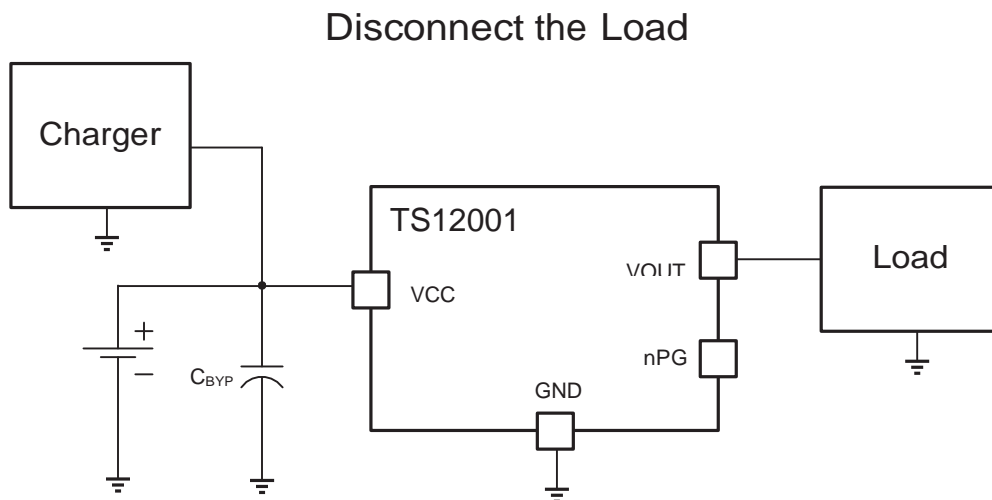 Disconnect the Load
Charger
TS12001
VOUT
Load
VCC
+
nPG
−
CBYP
GND